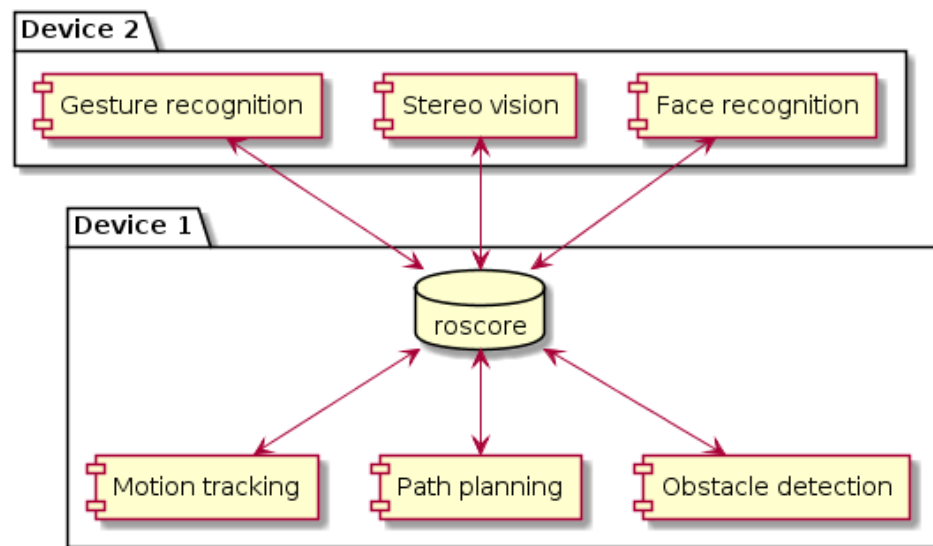 Device 2
Gesture recognition
Stereo vision
Face recognition
Device 1
roscore
Motion tracking
Path planning
Obstacle detection